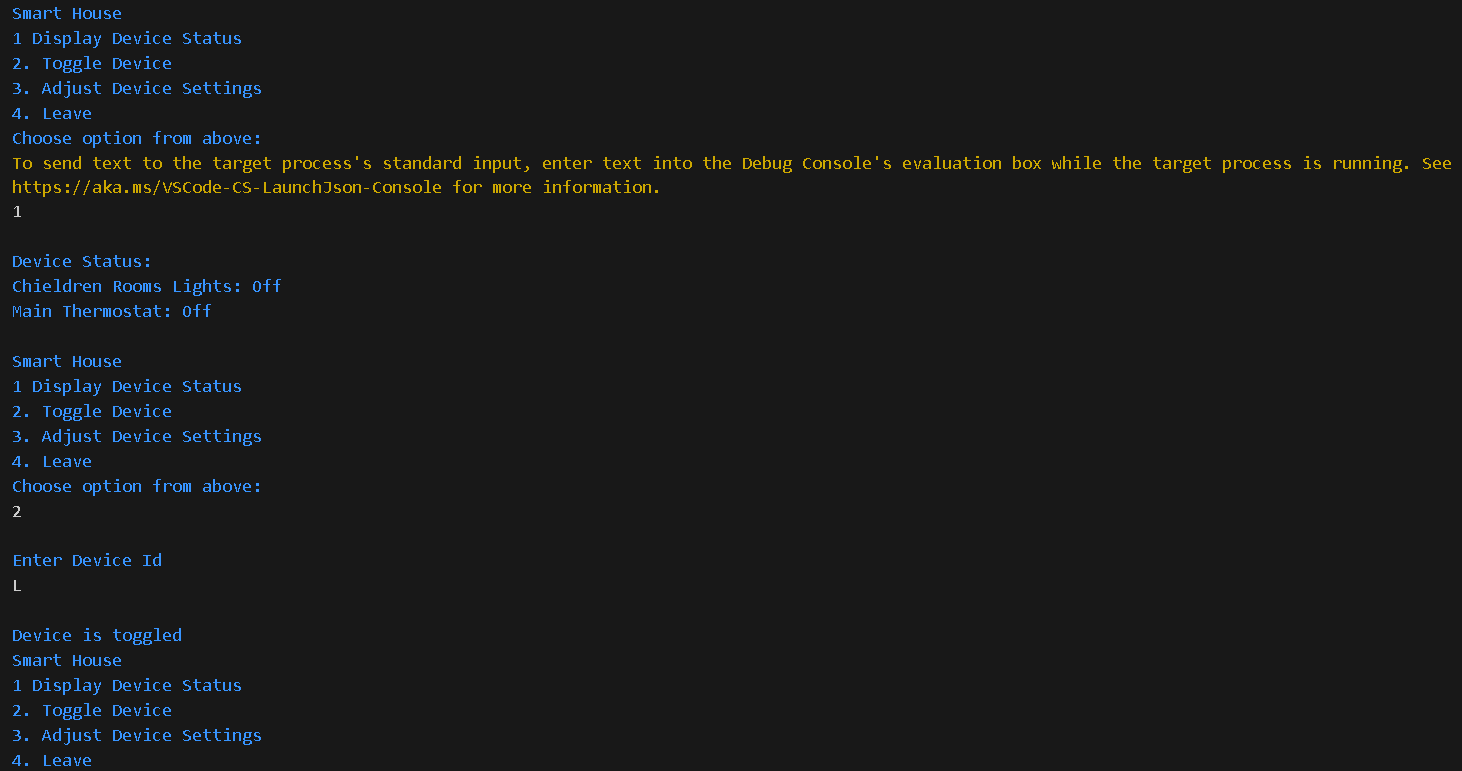 Smart House
1 Display Device Status
2. Toggle Device
3. Adjust Device Settings
4. Leave
Choose option from above:
To send text to the target process's standard input, enter text into the Debug Console's evaluation box while the target process is running. See
https://aka.ms/VSCode-CS-LaunchJson-Console for more information.
1
Device Status:
Chieldren Rooms Lights: Off
Main Thermostat: Off
Smart House
1 Display Device Status
2. Toggle Device
3. Adjust Device Settings
4. Leave
Choose option from above:
2
Enter Device Id
L
Device is toggled
Smart House
1 Display Device Status
2. Toggle Device
3. Adjust Device Settings
4. Leave